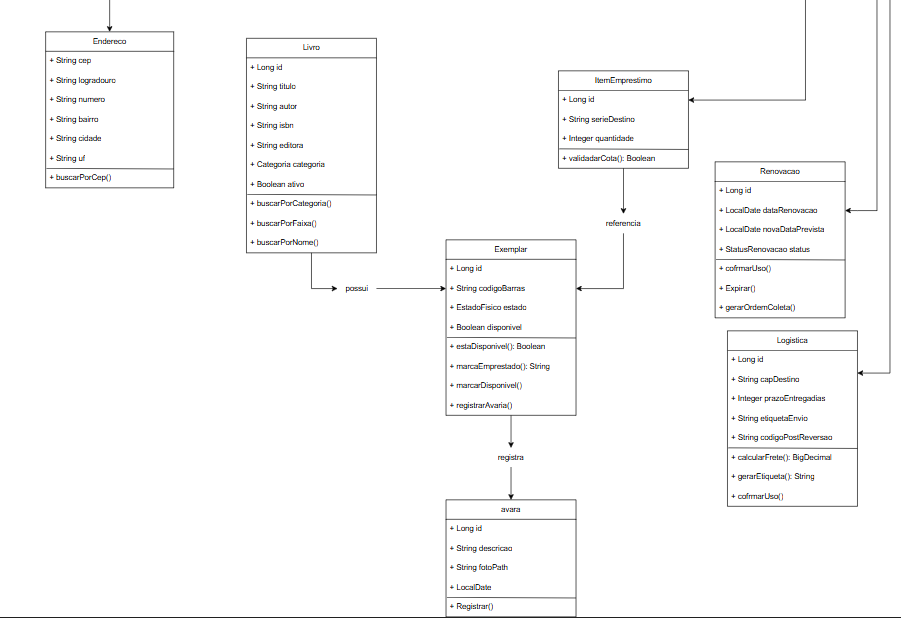 Endereco
+ String cep
+ String logradouro
+ String numero
+ String bairro
+ String cidade
+ String uf
+ buscarPorCep()
Livro
+ Long id
+ String titulo
+ String autor
+ String isbn
+ String editora
+ Categoria categoria
+ Boolean ativo
+ buscarPorCategoria()
+ buscarPorFaixa()
+ buscarPorNome()
possui
ItemEmprestimo
+ Long id
+ String serieDestino
+ Integer quantidade
+ validadarCota(): Boolean
referencia
Exemplar
+ Long id
+ String codigoBarras
+ EstadoFisico estado
+ Boolean disponivel
+ estaDisponivel(): Boolean
+ marcaEmprestado(): String
+ marcarDisponivel()
+ registrarAvaria()
registra
avara
+ Long id
+ String descricao
+ String fotoPath
+ LocalDate
+ Registrar()
Renovacao
+ Long id
+ LocalDate dataRenovacao
+ LocalDate novaDataPrevista
+ StatusRenovacao status
+ cofrmarUso()
+ Expirar()
+ gerarOrdemColeta()
Logistica
+ Long id
+ String capDestino
+ Integer prazoEntregadias
+ String etiquetaEnvio
+ String codigoPostReversao
+ calcularFrete(): BigDecimal
+ gerarEtiqueta(): String
+ cofrmarUso()